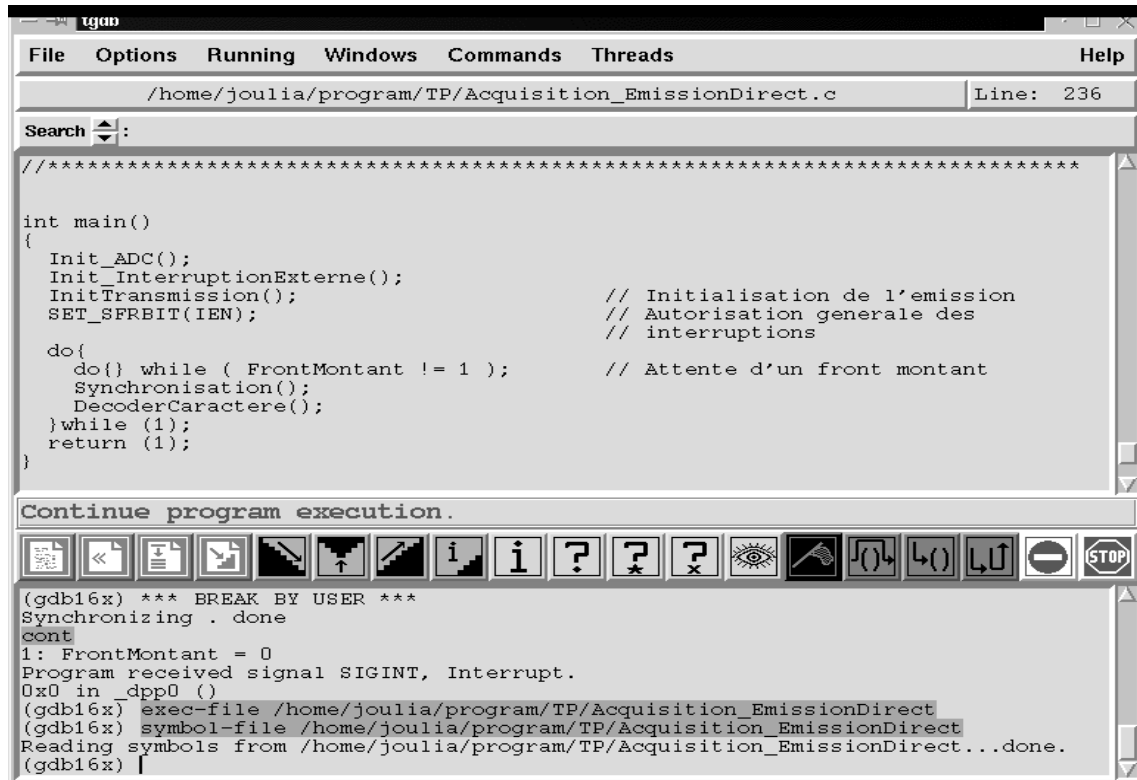 tgdb
File Options Running Windows Commands Threads Help
/home/joulia/program/TP/Acquisition_EmissionDirect.c Line: 236
Search :
//*******************************************************************************
int main()
{
Init_ADC();
Init_InterruptionExterne();
InitTransmission(); // Initialisation de l'emission
SET_SFRBIT(IEN); // Autorisation generale des
// interruptions
do{
do{} while ( FrontMontant != 1 ); // Attente d'un front montant
Synchronisation();
DecoderCaractere();
}while (1);
return (1);
}
Continue program execution.
i i ? ? ? () () STOP
(gdb16x) *** BREAK BY USER ***
Synchronizing . done
cont
1: FrontMontant = 0
Program received signal SIGINT, Interrupt.
0x0 in _dpp0 ()
(gdb16x) exec-file /home/joulia/program/TP/Acquisition_EmissionDirect
(gdb16x) symbol-file /home/joulia/program/TP/Acquisition_EmissionDirect
Reading symbols from /home/joulia/program/TP/Acquisition_EmissionDirect...done.
(gdb16x)